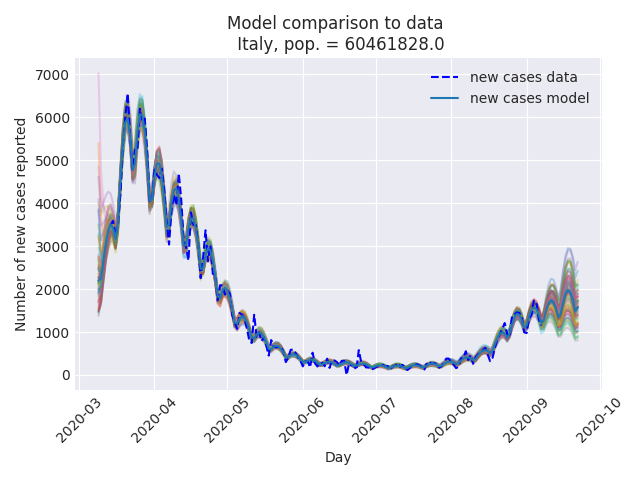 Model comparison to data
Italy, pop. = 60461828.0
new cases data
new cases model
Number of new cases reported
7000
6000
5000
4000
3000
2000
1000
0
2020-03
2020-04
2020-05
2020-06
2020-07
2020-08
2020-09
2020-10
Day